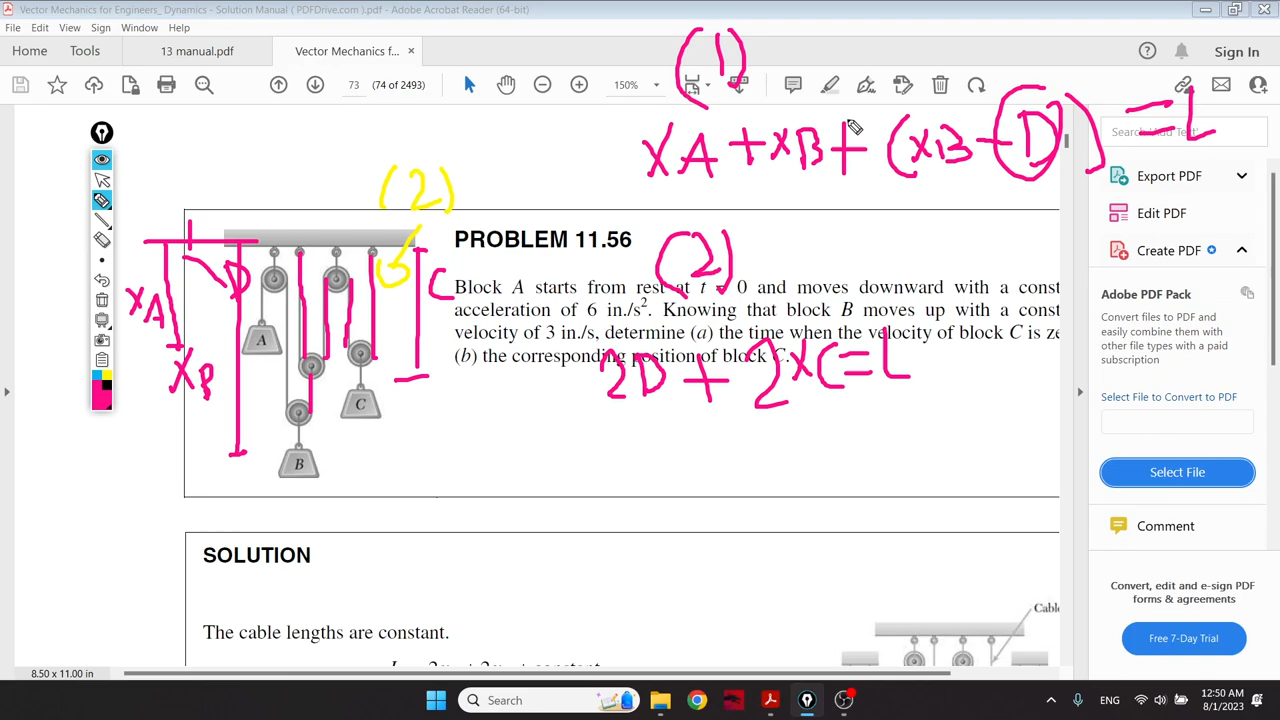 Vector Mechanics for Engineers_ Dynamics - Solution Manual ( PDFDrive.com ).pdf - Adobe Acrobat Reader (64-bit)
File Edit View Sign Window Help
Home Tools 13 manual.pdf Vector Mechanics f... × Sign In
73 (74 of 2493) 150%
(1)
XA + XB + (XB - D) = L
Search 'Add Text'
Export PDF
Edit PDF
Create PDF
Adobe PDF Pack
Convert files to PDF and easily combine them with other file types with a paid subscription
Select File to Convert to PDF
Select File
Comment
Convert, edit and e-sign PDF
forms & agreements
Free 7-Day Trial
(2)
PROBLEM 11.56
(2)
Block A starts from rest at t = 0 and moves downward with a const
acceleration of 6 in./s². Knowing that block B moves up with a const
velocity of 3 in./s, determine (a) the time when the velocity of block C is ze
(b) the corresponding position of block C.
2D + 2XC = L
XA
D
XB
C
A
C
B
SOLUTION
The cable lengths are constant.
Cable
8.50 x 11.00 in
Search
ENG
12:50 AM
8/1/2023